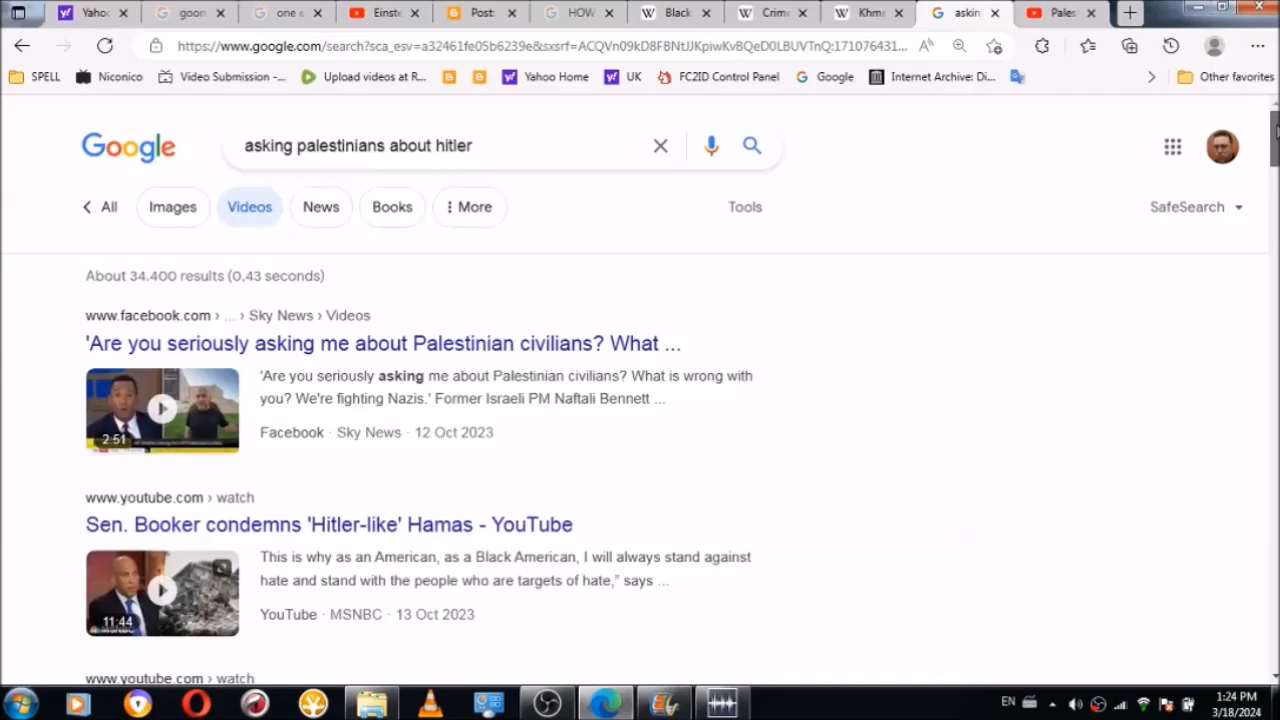 Yaho
goon
one e
Einste
Post:
HOW
Black
Crime
Khme
askin
Pales
https://www.google.com/search?sca_esv=a32461fe05b6239e&sxsrf=ACQVn09kD8FBNtJJKpiwKvBQeD0LBUVTnQ:171076431...
SPELL
Niconico
Video Submission -...
Upload videos at R...
Yahoo Home
UK
FC2ID Control Panel
Google
Internet Archive: Di...
Other favorites
Google
asking palestinians about hitler
All
Images
Videos
News
Books
More
Tools
SafeSearch
About 34.400 results (0,43 seconds)
www.facebook.com › ... › Sky News › Videos
'Are you seriously asking me about Palestinian civilians? What ...
'Are you seriously asking me about Palestinian civilians? What is wrong with
you? We're fighting Nazis.' Former Israeli PM Naftali Bennett ...
2:51
Facebook · Sky News · 12 Oct 2023
www.youtube.com › watch
Sen. Booker condemns 'Hitler-like' Hamas - YouTube
This is why as an American, as a Black American, I will always stand against
hate and stand with the people who are targets of hate,” says ...
11:44
YouTube · MSNBC · 13 Oct 2023
www.youtube.com › watch
EN
1:24 PM
3/18/2024